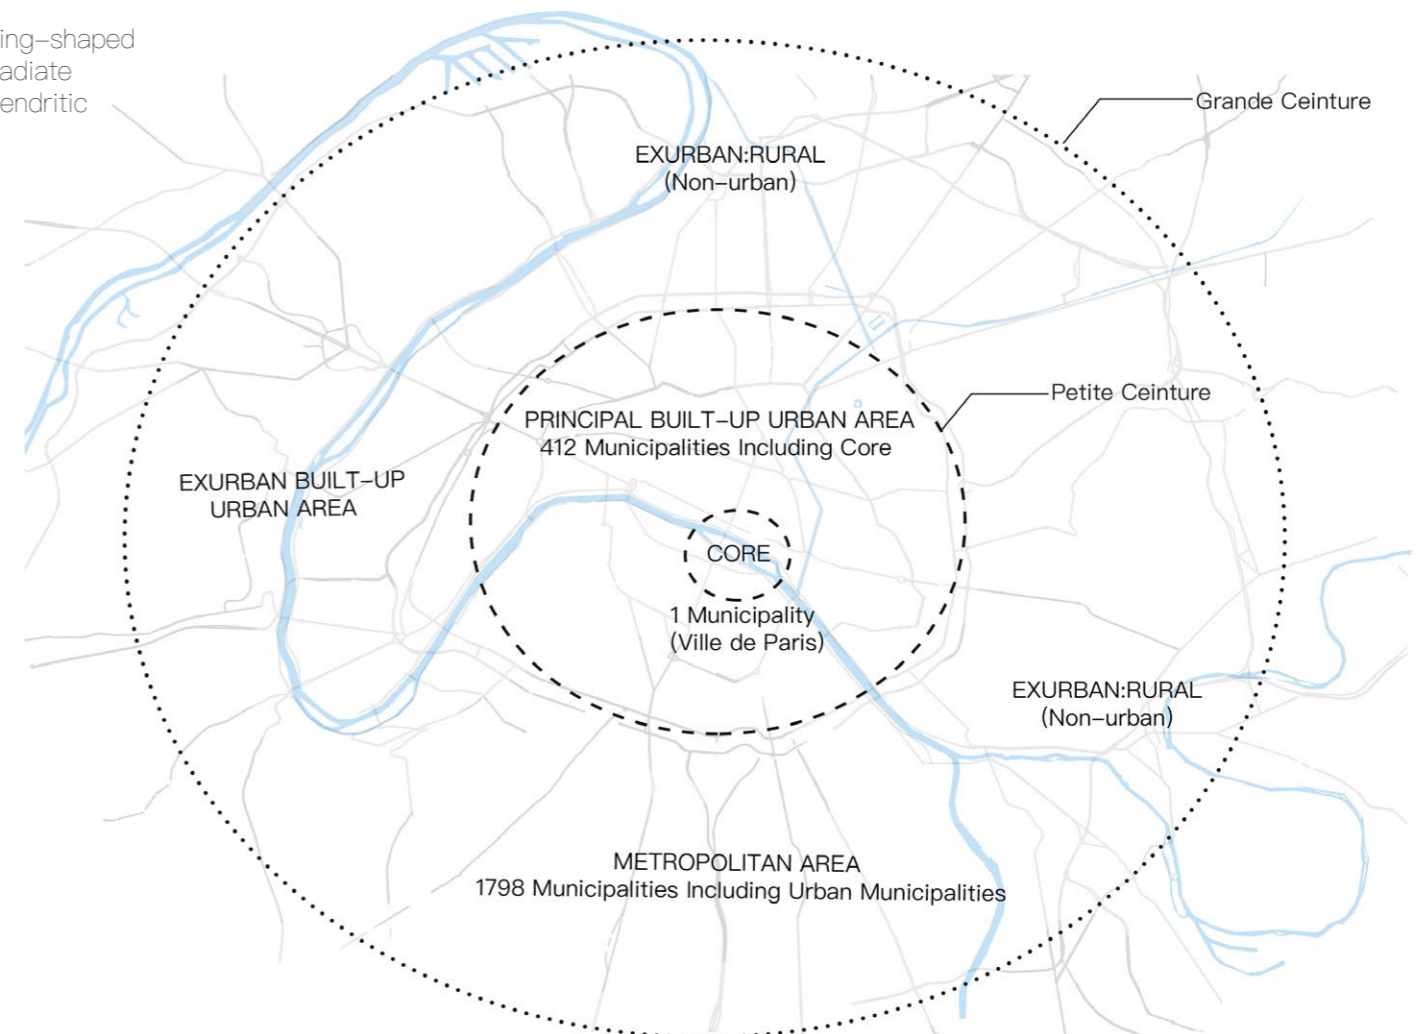 ing-shaped
adiate
endritic
Grande Ceinture
EXURBAN:RURAL
(Non-urban)
Petite Ceinture
PRINCIPAL BUILT-UP URBAN AREA
412 Municipalities Including Core
EXURBAN BUILT-UP
URBAN AREA
CORE
1 Municipality
(Ville de Paris)
EXURBAN:RURAL
(Non-urban)
METROPOLITAN AREA
1798 Municipalities Including Urban Municipalities